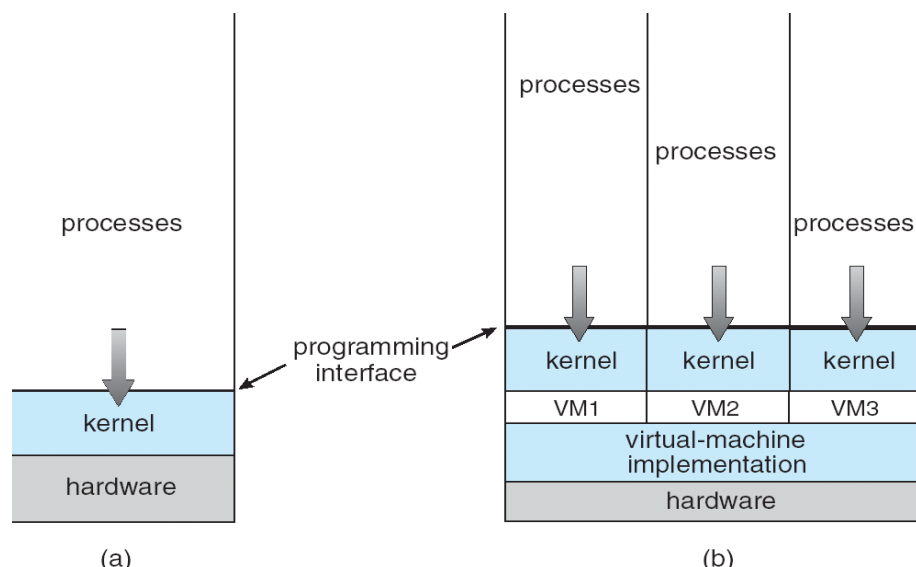 processes
kernel
hardware
(a)
programming
interface
processes
processes
processes
kernel
kernel
kernel
VM1
VM2
VM3
virtual-machine
implementation
hardware
(b)